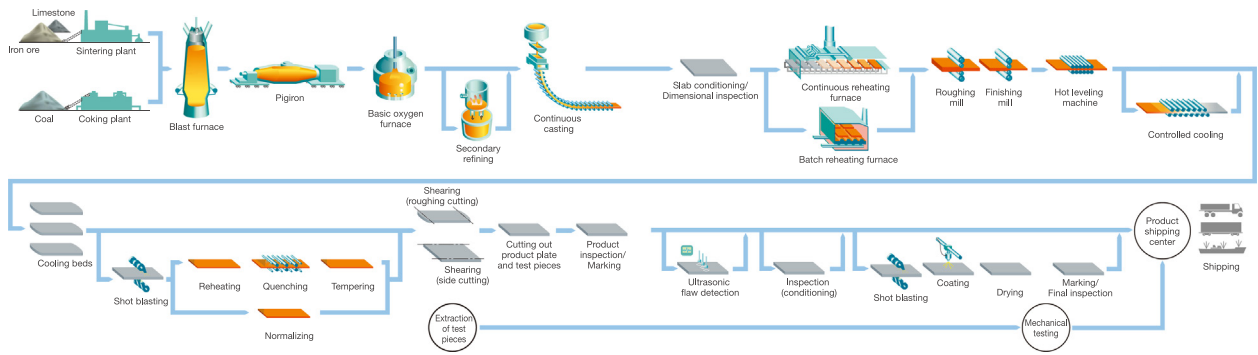 Limestone
Iron ore
Sintering plant
Coal
Coking plant
Blast furnace
Pigiron
Basic oxygen
furnace
Secondary
refining
Continuous
casting
Slab conditioning/
Dimensional inspection
Continuous reheating
furnace
Batch reheating furnace
Roughing
mill
Finishing
mill
Hot leveling
machine
Controlled cooling
Cooling beds
Shot blasting
Reheating
Quenching
Tempering
Normalizing
Shearing
(roughing cutting)
Shearing
(side cutting)
Cutting out
product plate
and test pieces
Product
inspection/
Marking
Extraction
of test
pieces
Ultrasonic
flaw detection
Inspection
(conditioning)
Shot blasting
Coating
Drying
Marking/
Final inspection
Mechanical
testing
Product
shipping
center
Shipping